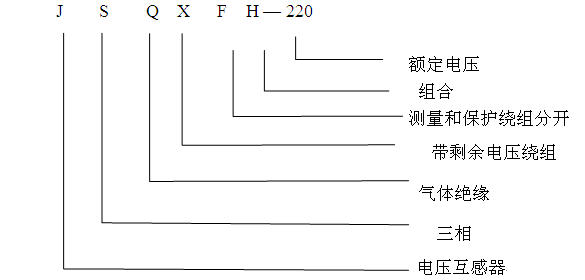 J S Q X F H — 220
额定电压
组合
测量和保护绕组分开
带剩余电压绕组
气体绝缘
三相
电压互感器